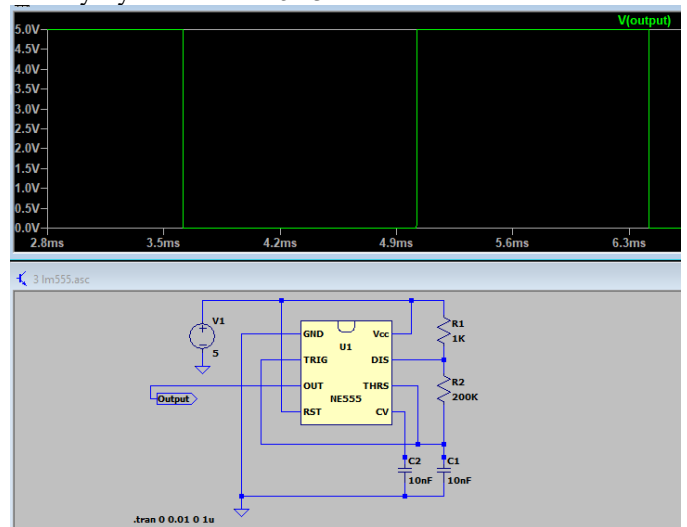 V(output)
5.0V
4.5V
4.0V
3.5V
3.0V
2.5V
2.0V
1.5V
1.0V
0.5V
0.0V
2.8ms 3.5ms 4.2ms 4.9ms 5.6ms 6.3ms
3 lm555.asc
V1
5
GND Vcc
U1
TRIG DIS
OUT THRS
NE555
RST CV
R1
1K
R2
200K
Output
C2 C1
10nF 10nF
.tran 0 0.01 0 1u